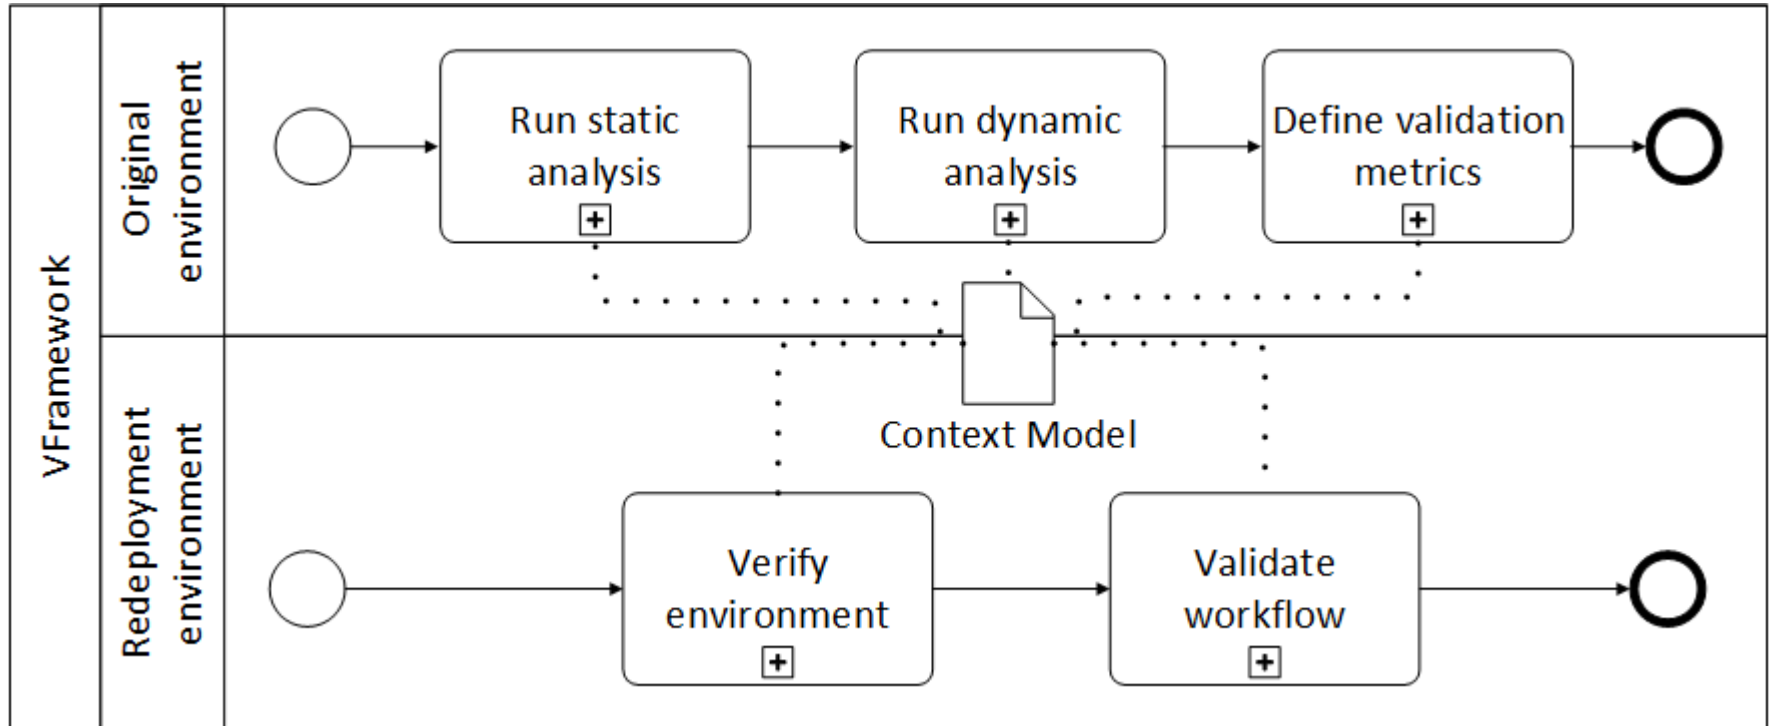 VFramework
Original
environment
Run static
analysis
Run dynamic
analysis
Define validation
metrics
Context Model
Redeployment
environment
Verify
environment
Validate
workflow